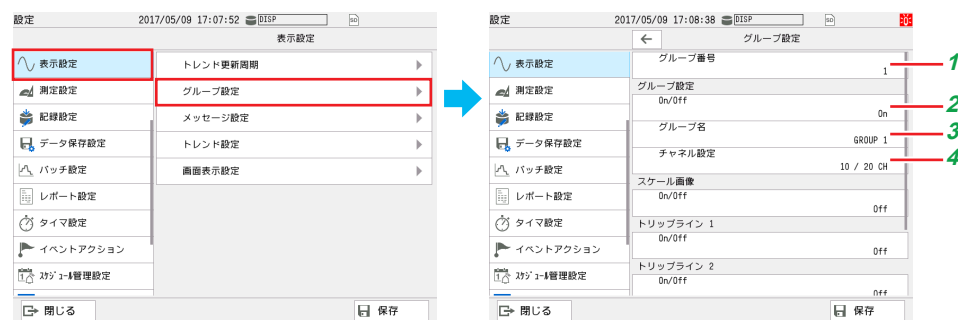 設定 2017/05/09 17:07:52 DISP SD
表示設定
表示設定
測定設定
記録設定
データ保存設定
バッチ設定
レポート設定
タイマ設定
イベントアクション
ｽｹｼﾞｭｰﾙ管理設定
トレンド更新周期
グループ設定
メッセージ設定
トレンド設定
画面表示設定
閉じる
保存
設定 2017/05/09 17:08:38 DISP SD
グループ設定
表示設定
測定設定
記録設定
データ保存設定
バッチ設定
レポート設定
タイマ設定
イベントアクション
ｽｹｼﾞｭｰﾙ管理設定
グループ番号
1
1
グループ設定
On/Off
On
2
グループ名
GROUP 1
3
チャネル設定
10 / 20 CH
4
スケール画像
On/Off
Off
トリップライン 1
On/Off
Off
トリップライン 2
On/Off
Off
閉じる
保存